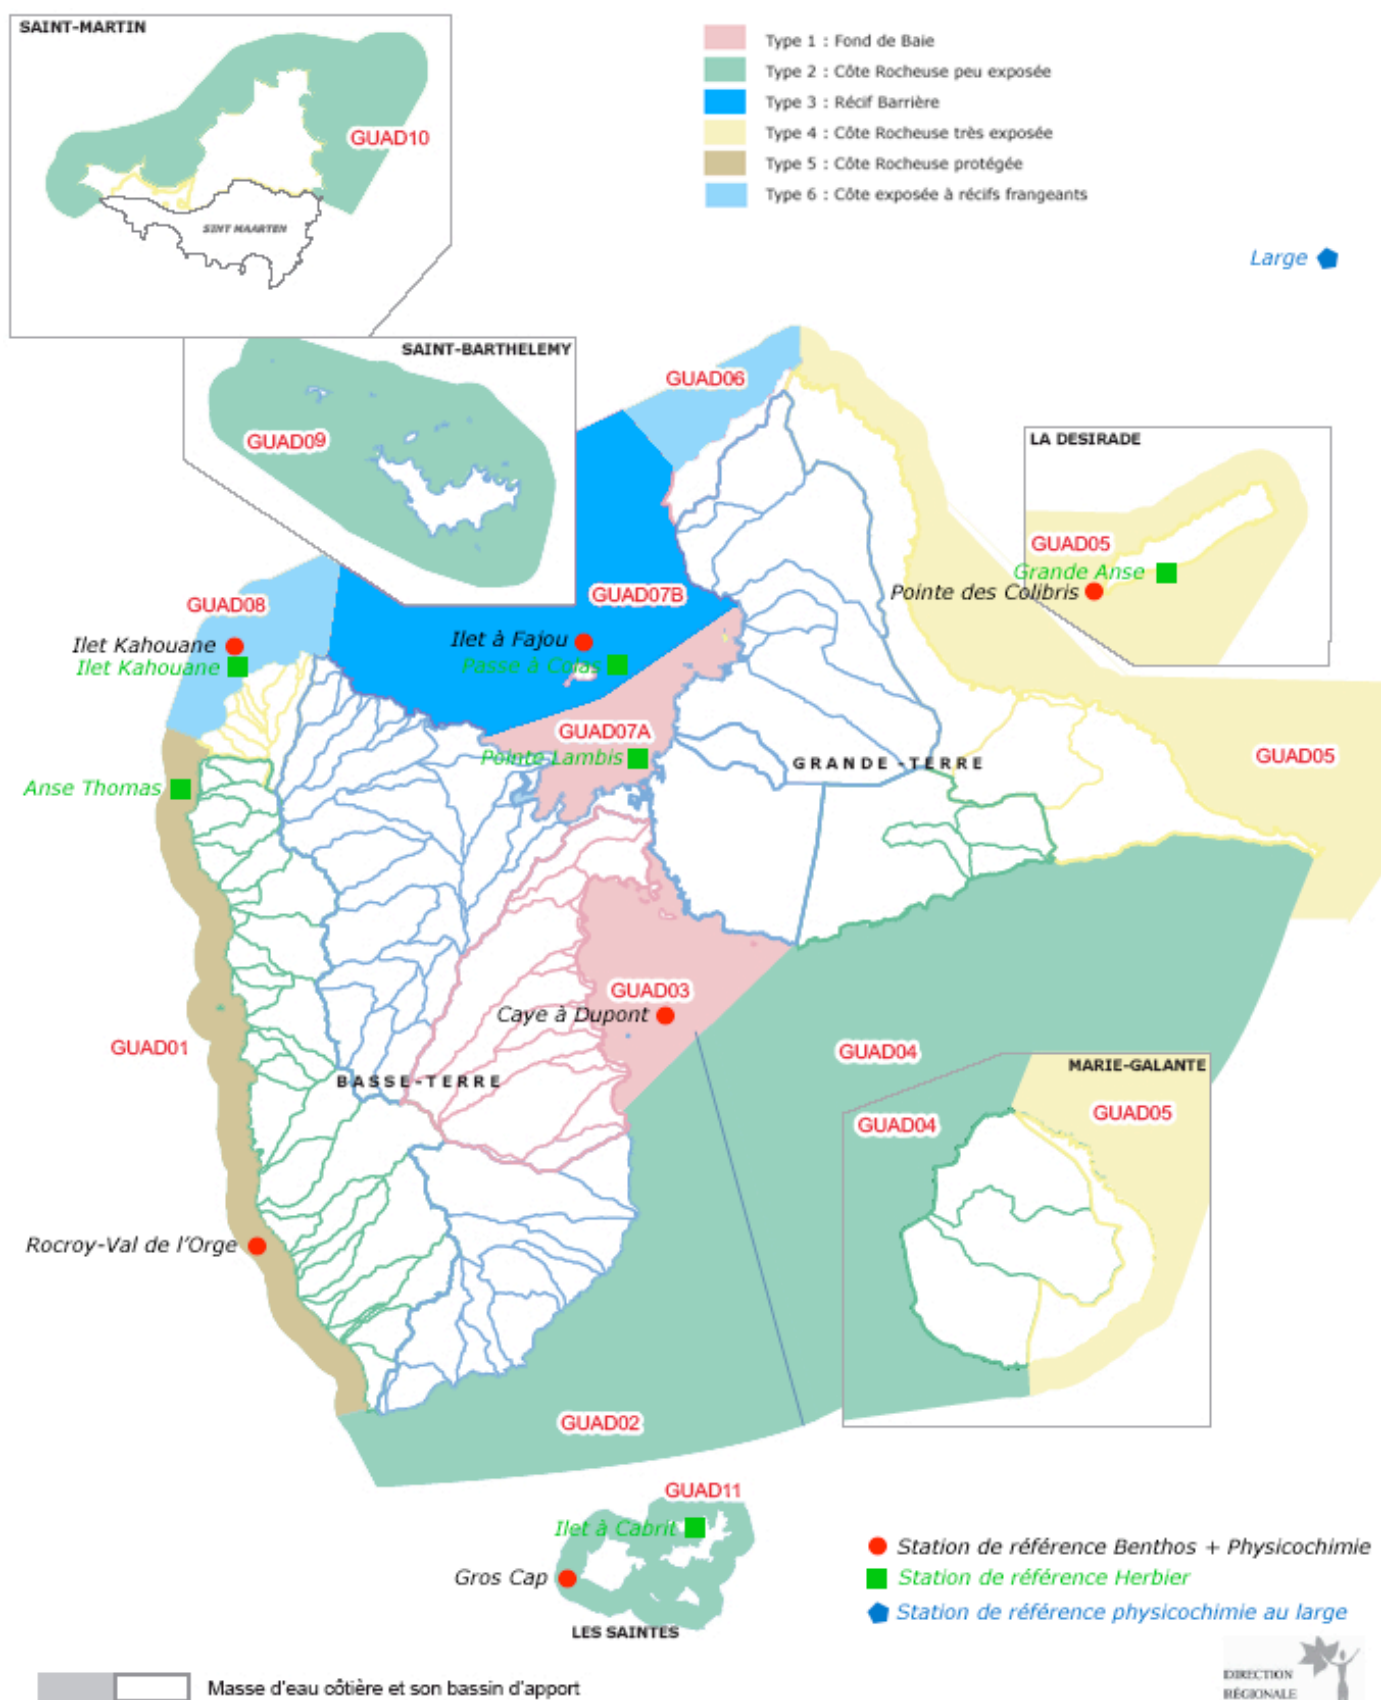 SAINT-MARTIN
GUAD10
SINT MAARTEN
Type 1 : Fond de Baie
Type 2 : Côte Rocheuse peu exposée
Type 3 : Récif Barrière
Type 4 : Côte Rocheuse très exposée
Type 5 : Côte Rocheuse protégée
Type 6 : Côte exposée à récifs frangeants
Large
SAINT-BARTHELEMY
GUAD09
GUAD06
LA DESIRADE
GUAD05
Grande Anse
Pointe des Colibris
GUAD07B
GUAD08
Ilet Kahouane
Ilet Kahouane
Ilet à Fajou
Passe à Colas
GUAD07A
Pointe Lambis
GRANDE-TERRE
GUAD05
Anse Thomas
GUAD03
Caye à Dupont
GUAD01
BASSE-TERRE
GUAD04
MARIE-GALANTE
GUAD05
GUAD04
Rocroy-Val de l'Orge
GUAD02
GUAD11
Ilet à Cabrit
Gros Cap
LES SAINTES
Station de référence Benthos + Physicochimie
Station de référence Herbier
Station de référence physicochimie au large
Masse d'eau côtière et son bassin d'apport
DIRECTION
RÉGIONALE